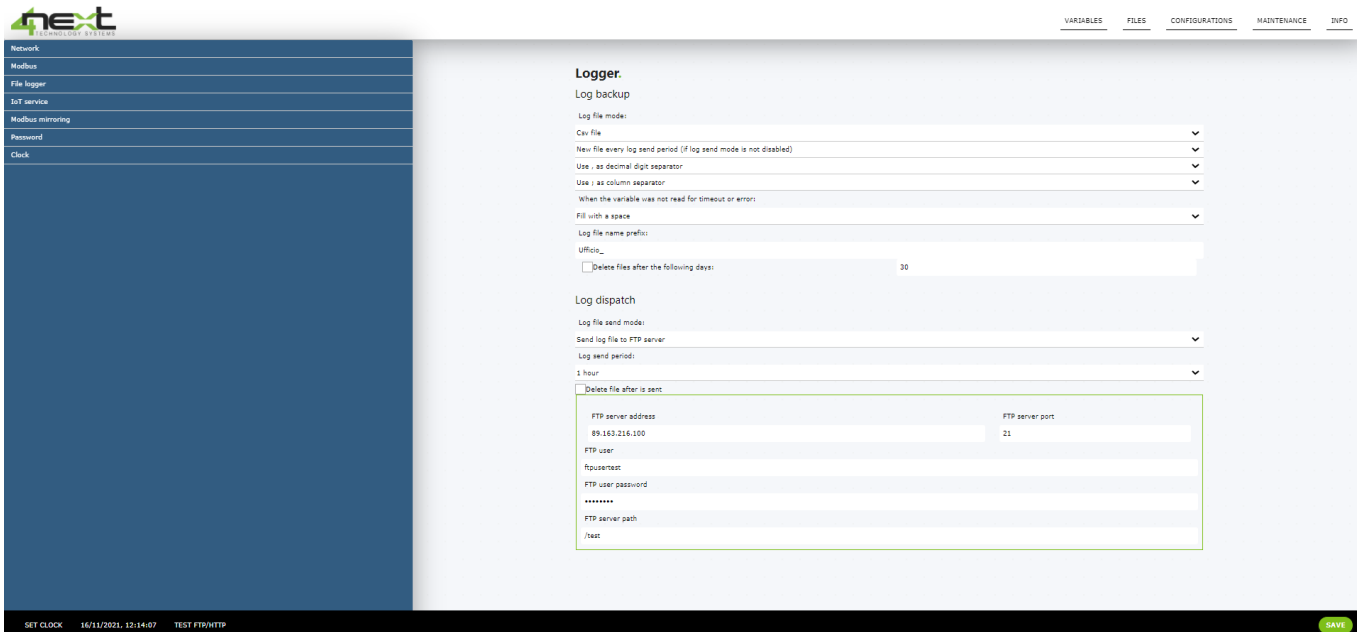 4next
TECHNOLOGY SYSTEMS
VARIABLES FILES CONFIGURATIONS MAINTENANCE INFO
Network
Modbus
File logger
IoT service
Modbus mirroring
Password
Clock
Logger.
Log backup
Log file mode:
Csv file
New file every log send period (if log send mode is not disabled)
Use , as decimal digit separator
Use ; as column separator
When the variable was not read for timeout or error:
Fill with a space
Log file name prefix:
Ufficio_
Delete files after the following days: 30
Log dispatch
Log file send mode:
Send log file to FTP server
Log send period:
1 hour
Delete file after is sent
FTP server address FTP server port
89.163.216.100 21
FTP user
ftpusertest
FTP user password
••••••••
FTP server path
/test
SET CLOCK 16/11/2021, 12:14:07 TEST FTP/HTTP SAVE